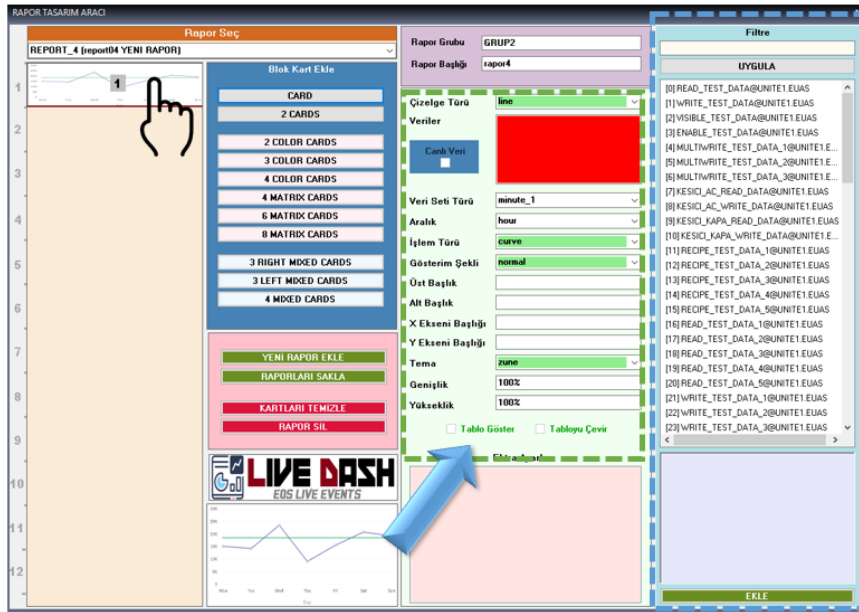 RAPOR TASARIM ARACI
Rapor Seç
REPORT_4 (report04 YENI RAPOR)
1
1
2
3
4
5
6
7
8
9
10
11
12
Blok Kart Ekle
CARD
2 CARDS
2 COLOR CARDS
3 COLOR CARDS
4 COLOR CARDS
4 MATRIX CARDS
6 MATRIX CARDS
8 MATRIX CARDS
3 RIGHT MIXED CARDS
3 LEFT MIXED CARDS
4 MIXED CARDS
YENİ RAPOR EKLE
RAPORLARI SAKLA
KARTLARI TEMİZLE
RAPOR SİL
LIVE DASH
EOS LIVE EVENTS
Mon Tue Wed Thu Fri Sat Sun
Day
Rapor Grubu GRUP2
Rapor Başlığı rapor4
Çizelge Türü line
Veriler
Canlı Veri
Veri Seti Türü minute_1
Aralık hour
İşlem Türü curve
Gösterim Şekli normal
Üst Başlık
Alt Başlık
X Ekseni Başlığı
Y Ekseni Başlığı
Tema zune
Genişlik 100%
Yükseklik 100%
Tablo Göster Tabloyu Çevir
Filtre
UYGULA
[0] READ_TEST_DATA@UNITE1.EUAS
[1] WRITE_TEST_DATA@UNITE1.EUAS
[2] VISIBLE_TEST_DATA@UNITE1.EUAS
[3] ENABLE_TEST_DATA@UNITE1.EUAS
[4] MULTIWRITE_TEST_DATA_1@UNITE1.E...
[5] MULTIWRITE_TEST_DATA_2@UNITE1.E...
[6] MULTIWRITE_TEST_DATA_3@UNITE1.E...
[7] KESICI_AC_READ_DATA@UNITE1.EUAS
[8] KESICI_AC_WRITE_DATA@UNITE1.EUAS
[9] KESICI_KAPA_READ_DATA@UNITE1.EUAS
[10] KESICI_KAPA_WRITE_DATA@UNITE1.E...
[11] RECIPE_TEST_DATA_1@UNITE1.EUAS
[12] RECIPE_TEST_DATA_2@UNITE1.EUAS
[13] RECIPE_TEST_DATA_3@UNITE1.EUAS
[14] RECIPE_TEST_DATA_4@UNITE1.EUAS
[15] RECIPE_TEST_DATA_5@UNITE1.EUAS
[16] READ_TEST_DATA_1@UNITE1.EUAS
[17] READ_TEST_DATA_2@UNITE1.EUAS
[18] READ_TEST_DATA_3@UNITE1.EUAS
[19] READ_TEST_DATA_4@UNITE1.EUAS
[20] READ_TEST_DATA_5@UNITE1.EUAS
[21] WRITE_TEST_DATA_1@UNITE1.EUAS
[22] WRITE_TEST_DATA_2@UNITE1.EUAS
[23] WRITE_TEST_DATA_3@UNITE1.EUAS
EKLE